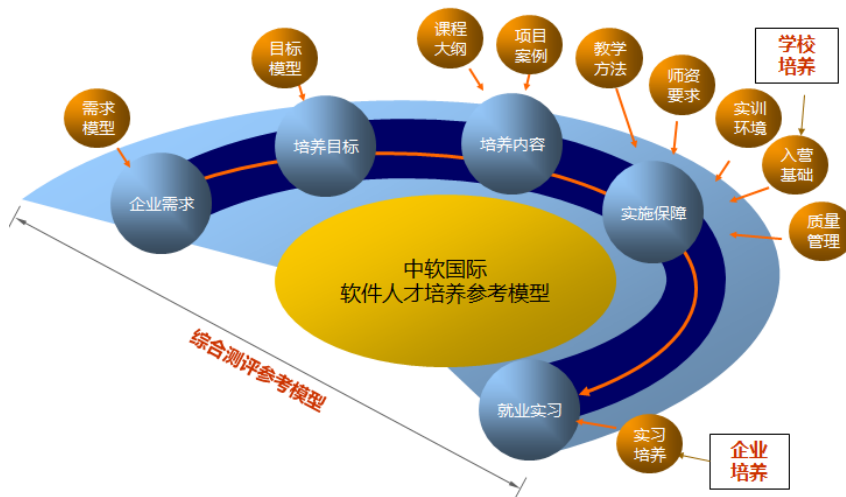 课程
大纲
项目
案例
目标
模型
教学
方法
学校
培养
师资
要求
需求
模型
实训
环境
培养目标
培养内容
入营
基础
企业需求
实施保障
质量
管理
中软国际
软件人才培养参考模型
综合测评参考模型
就业实习
实习
培养
企业
培养